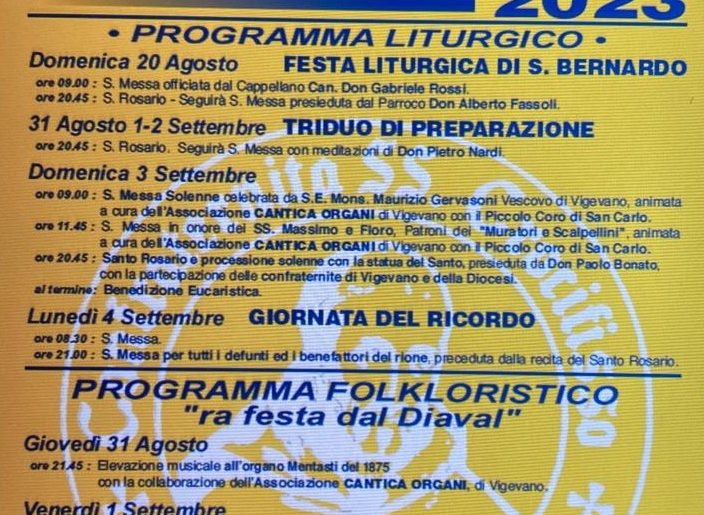 2023
• PROGRAMMA LITURGICO •
Domenica 20 Agosto FESTA LITURGICA DI S. BERNARDO
ore 09.00 : S. Messa officiata dal Cappellano Can. Don Gabriele Rossi.
ore 20.45 : S. Rosario - Seguirà S. Messa presieduta dal Parroco Don Alberto Fassoli.
31 Agosto 1-2 Settembre TRIDUO DI PREPARAZIONE
ore 20.45 : S. Rosario. Seguirà S. Messa con meditazioni di Don Pietro Nardi.
Domenica 3 Settembre
ore 09.00 : S. Messa Solenne celebrata da S.E. Mons. Maurizio Gervasoni Vescovo di Vigevano, animata
a cura dell'Associazione CANTICA ORGANI di Vigevano con il Piccolo Coro di San Carlo.
ore 11.45 : S. Messa in onore dei SS. Massimo e Floro, Patroni dei "Muratori e Scalpellini", animata
a cura dell'Associazione CANTICA ORGANI di Vigevano con il Piccolo Coro di San Carlo.
ore 20.45 : Santo Rosario e processione solenne con la statua del Santo, presieduta da Don Paolo Bonato,
con la partecipazione delle confraternite di Vigevano e della Diocesi.
al termine: Benedizione Eucaristica.
Lunedì 4 Settembre GIORNATA DEL RICORDO
ore 08.30 : S. Messa.
ore 21.00 : S. Messa per tutti i defunti ed i benefattori del rione, preceduta dalla recita del Santo Rosario.
PROGRAMMA FOLKLORISTICO
"ra festa dal Diaval"
Giovedì 31 Agosto
ore 21.45 : Elevazione musicale all'organo Mentasti del 1875
con la collaborazione dell'Associazione CANTICA ORGANI, di Vigevano.
Venerdì 1 Settembre